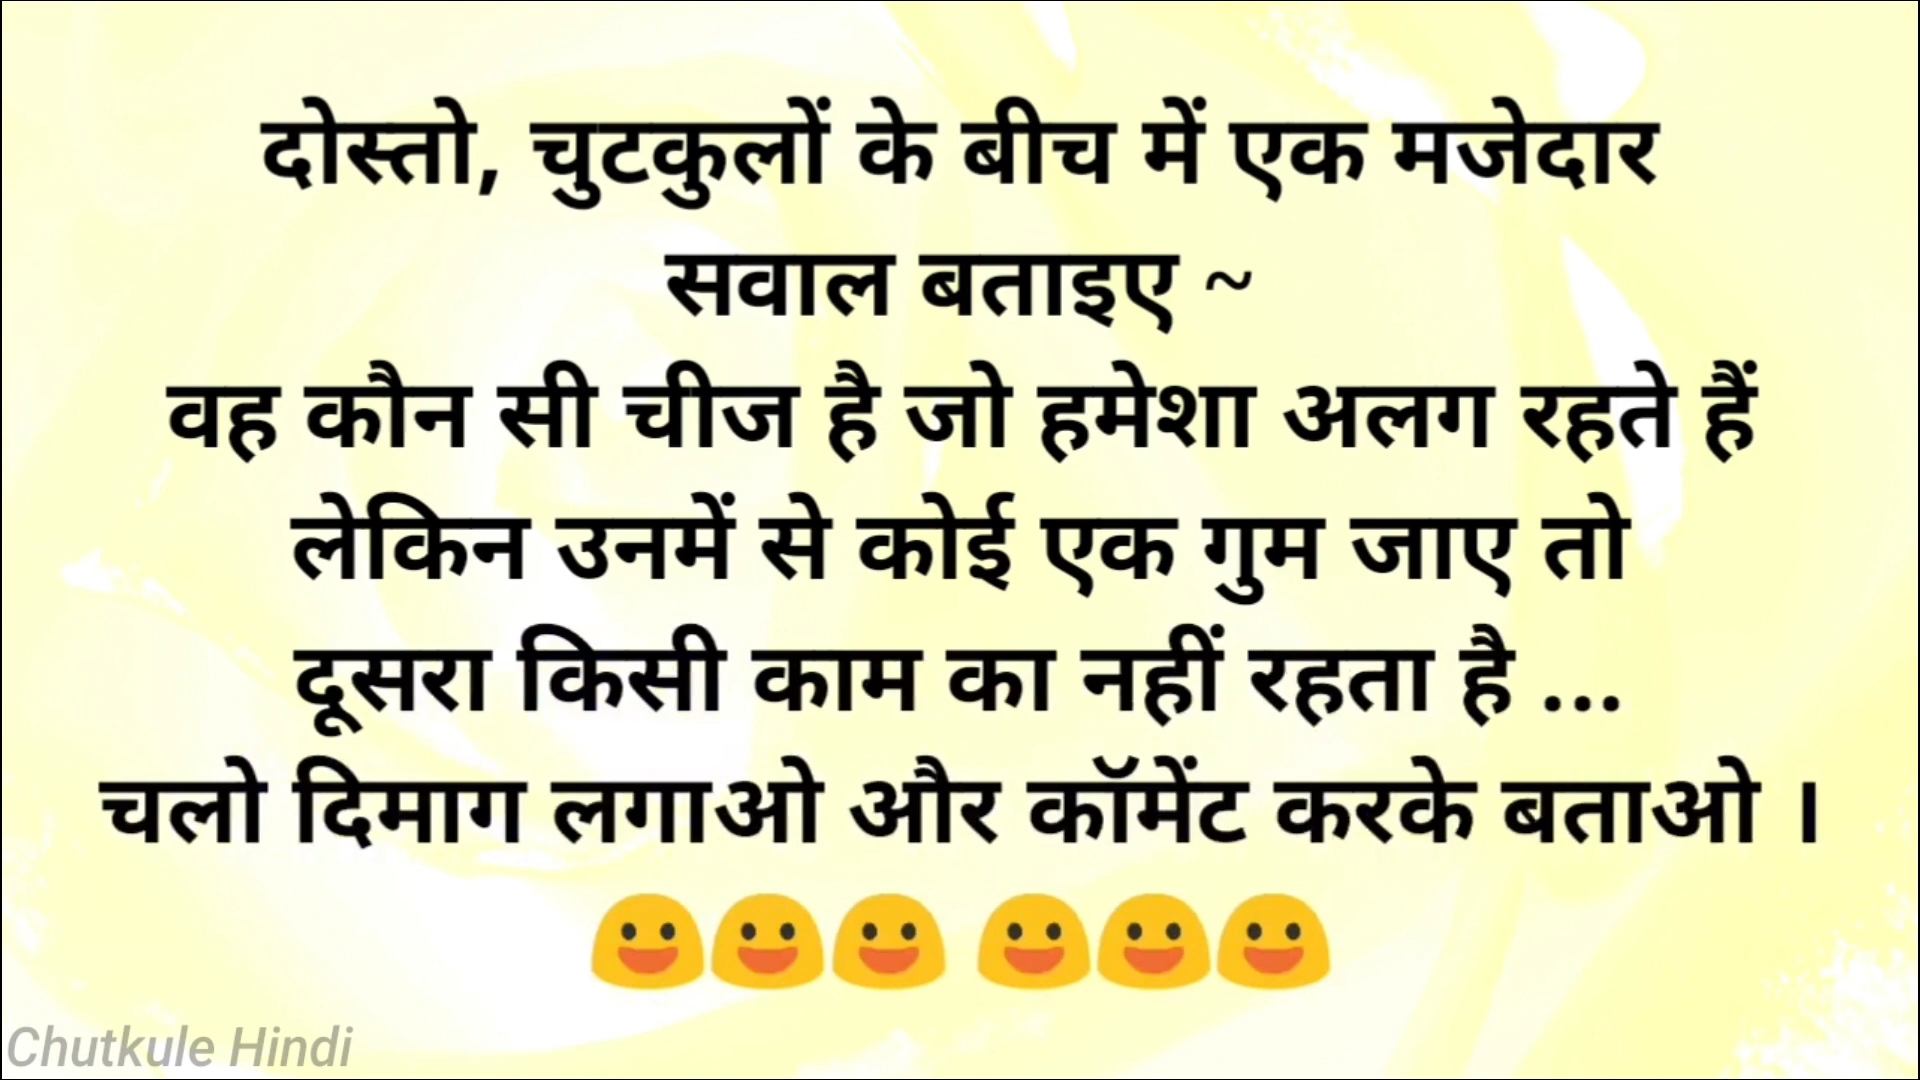 दोस्तो, चुटकुलों के बीच में एक मजेदार
सवाल बताइए ~
वह कौन सी चीज है जो हमेशा अलग रहते हैं
लेकिन उनमें से कोई एक गुम जाए तो
दूसरा किसी काम का नहीं रहता है ...
चलो दिमाग लगाओ और कॉमेंट करके बताओ ।
Chutkule Hindi